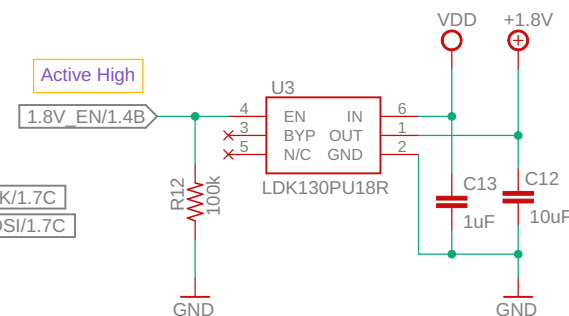 VDD
+1.8V
Active High
U3
1.8V_EN/1.4B
4
EN
IN
6
3
BYP
OUT
1
5
N/C
GND
2
LDK130PU18R
R12
100k
C13
1uF
C12
10uF
K/1.7C
OSI/1.7C
GND
GND